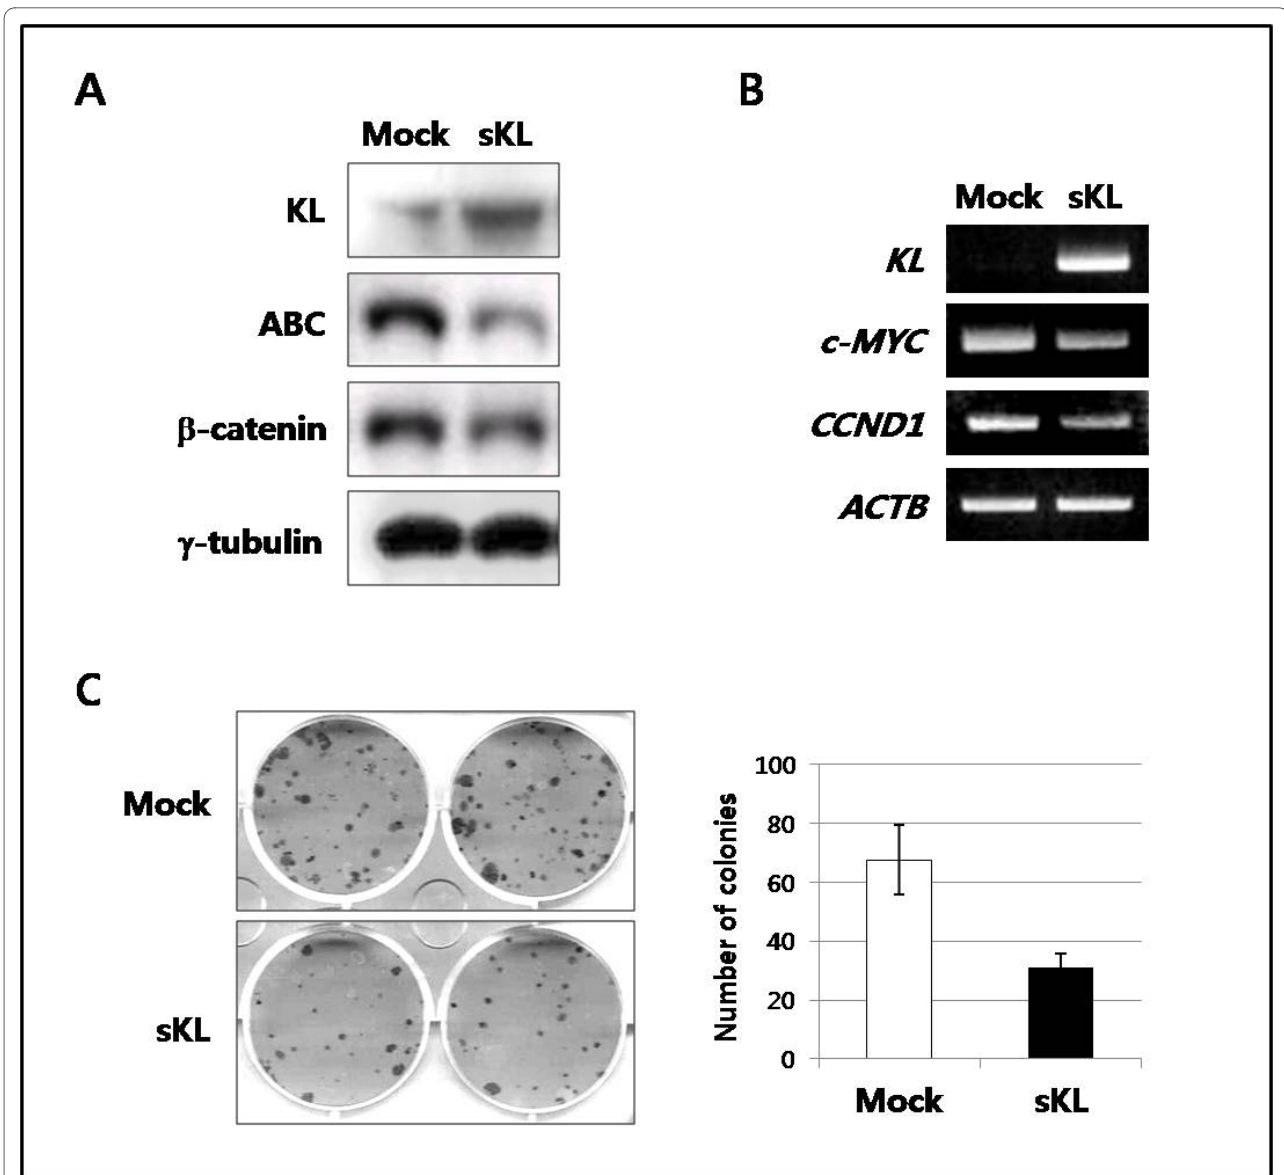 A
Mock sKL
KL
ABC
β-catenin
γ-tubulin
B
Mock sKL
KL
c-MYC
CCND1
ACTB
C
Mock
sKL
Number of colonies
100
80
60
40
20
0
Mock sKL